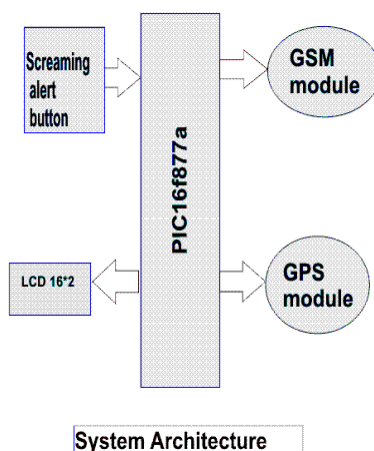 Screaming
alert
button
GSM
module
PIC16f877a
LCD 16*2
GPS
module
System Architecture